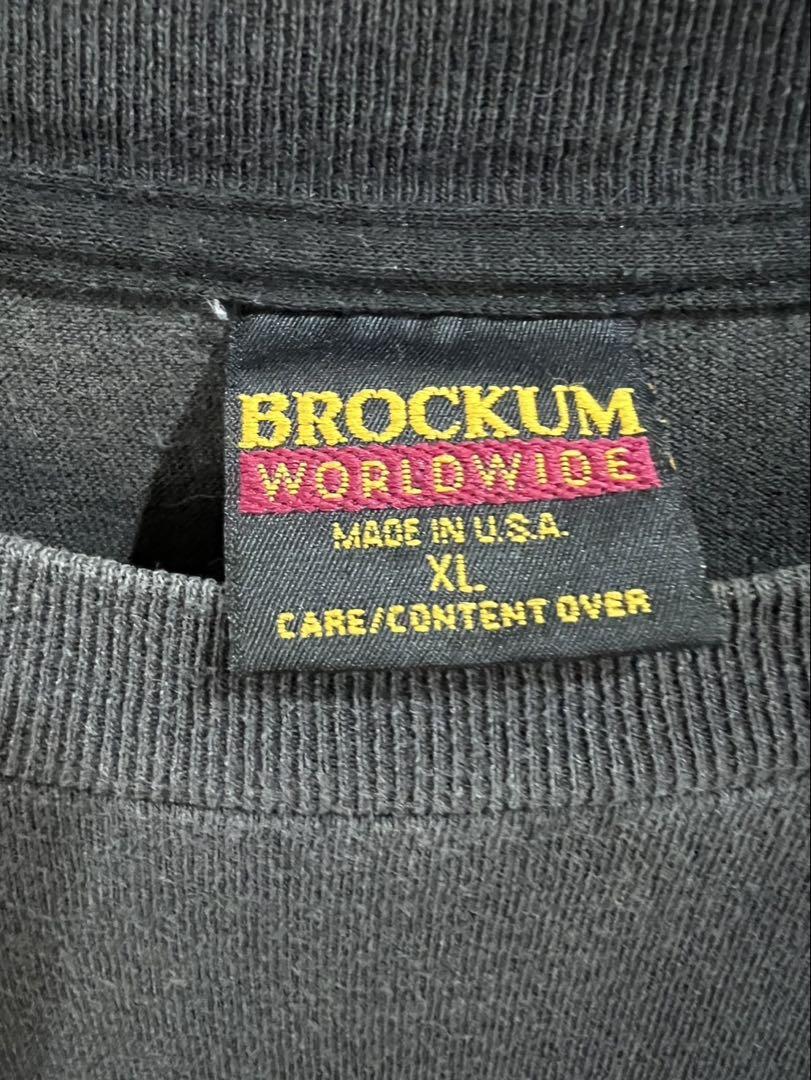 BROCKUM
WORLDWIDE
MADE IN U.S.A.
XL
CARE/CONTENT OVER